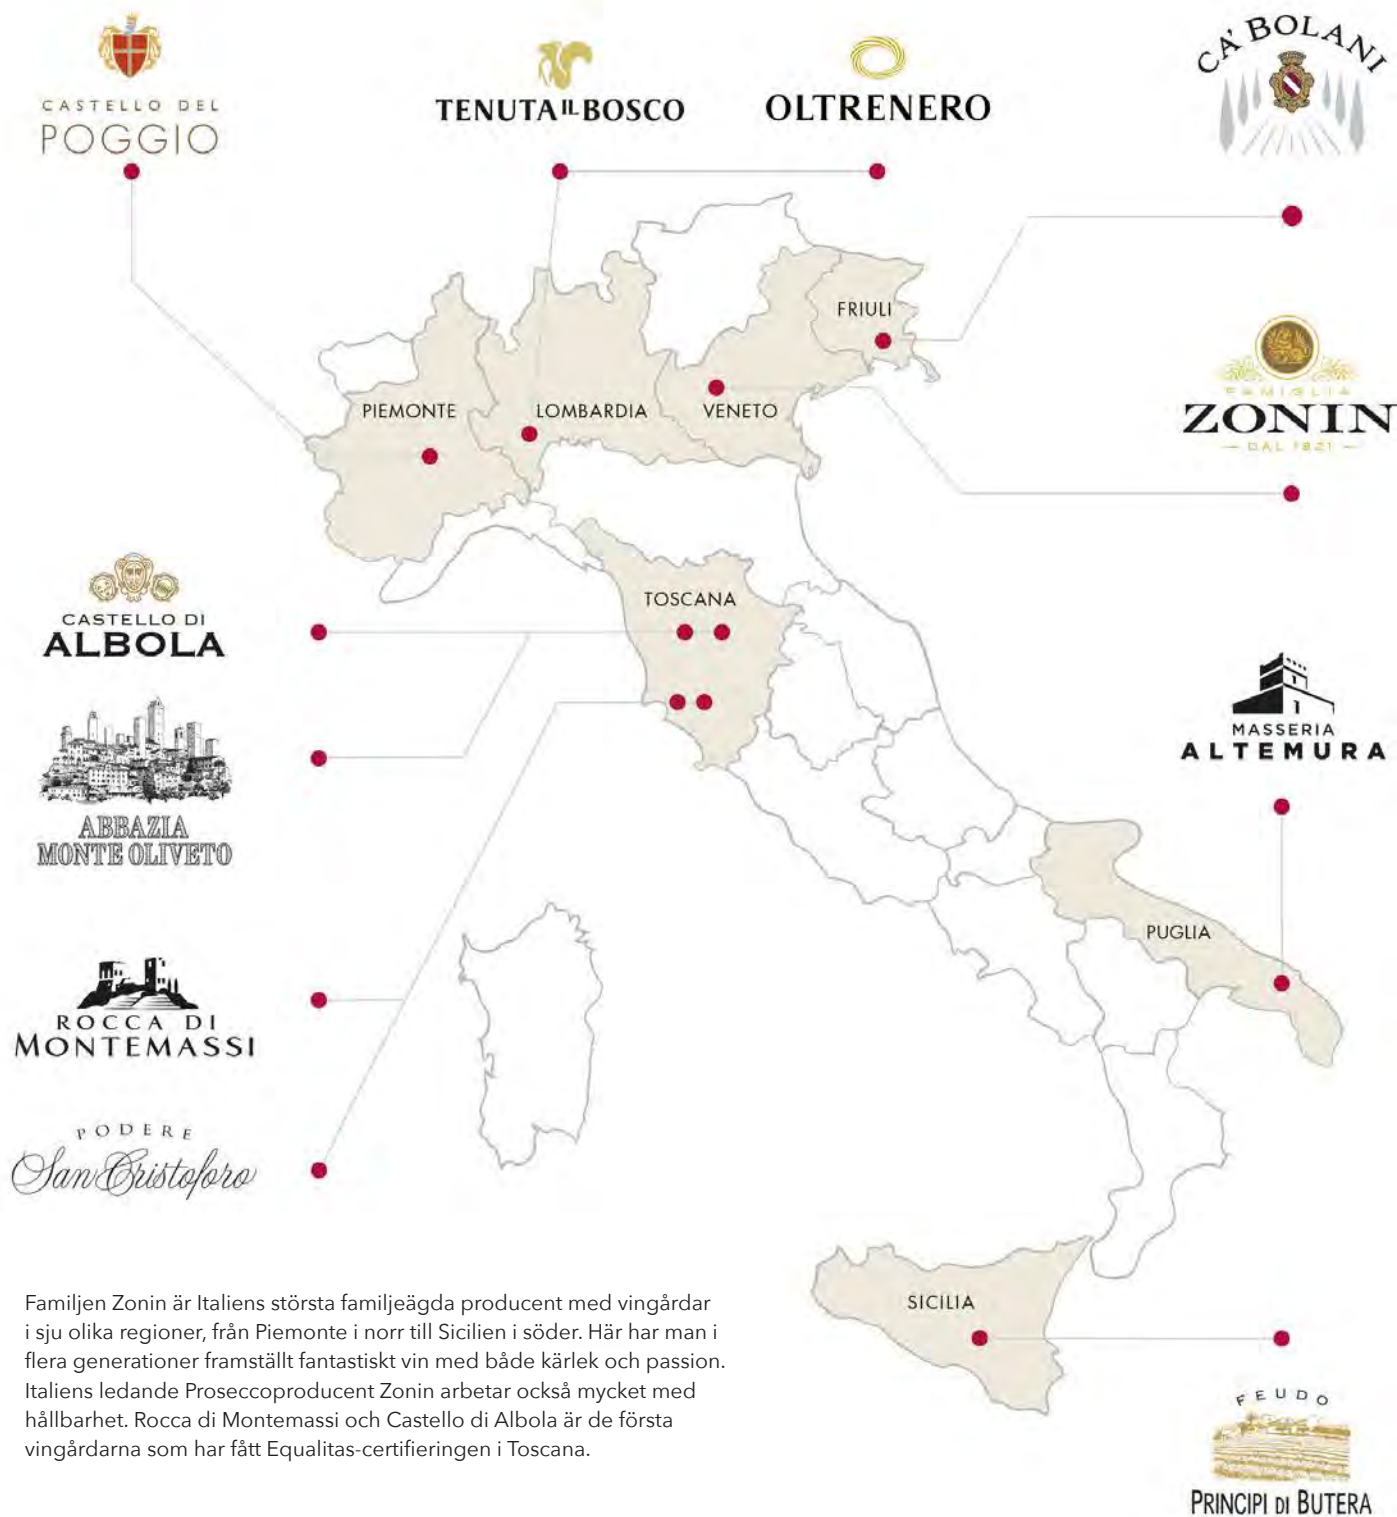 CASTELLO DEL
POGGIO
TENUTA IL BOSCO
OLTRENERO
CA' BOLANI
FRIULI
FAMIGLIA
ZONIN
DAL 1821
PIEMONTE
LOMBARDIA
VENETO
CASTELLO DI
ALBOLA
TOSCANA
MASSERIA
ALTEMURA
ABBAZIA
MONTE OLIVETO
PUGLIA
ROCCA DI
MONTEMASSI
PODERE
San Cristoforo
SICILIA
Familjen Zonin är Italiens största familjeägda producent med vingårdar
i sju olika regioner, från Piemonte i norr till Sicilien i söder. Här har man i
flera generationer framställt fantastiskt vin med både kärlek och passion.
Italiens ledande Proseccoproducent Zonin arbetar också mycket med
hållbarhet. Rocca di Montemassi och Castello di Albola är de första
vingårdarna som har fått Equalitas-certifieringen i Toscana.
FEUDO
PRINCIPI DI BUTERA